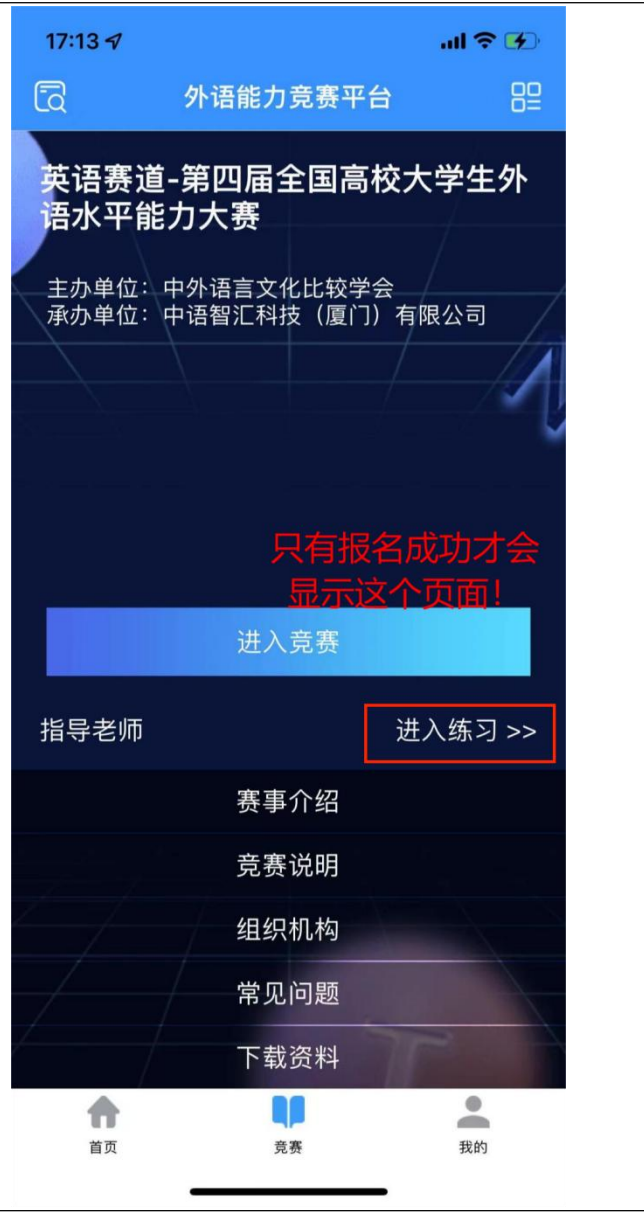 17:13
外语能力竞赛平台
英语赛道-第四届全国高校大学生外
语水平能力大赛
主办单位：中外语言文化比较学会
承办单位：中语智汇科技（厦门）有限公司
只有报名成功才会
显示这个页面！
进入竞赛
指导老师
进入练习 >>
赛事介绍
竞赛说明
组织机构
常见问题
下载资料
首页
竞赛
我的